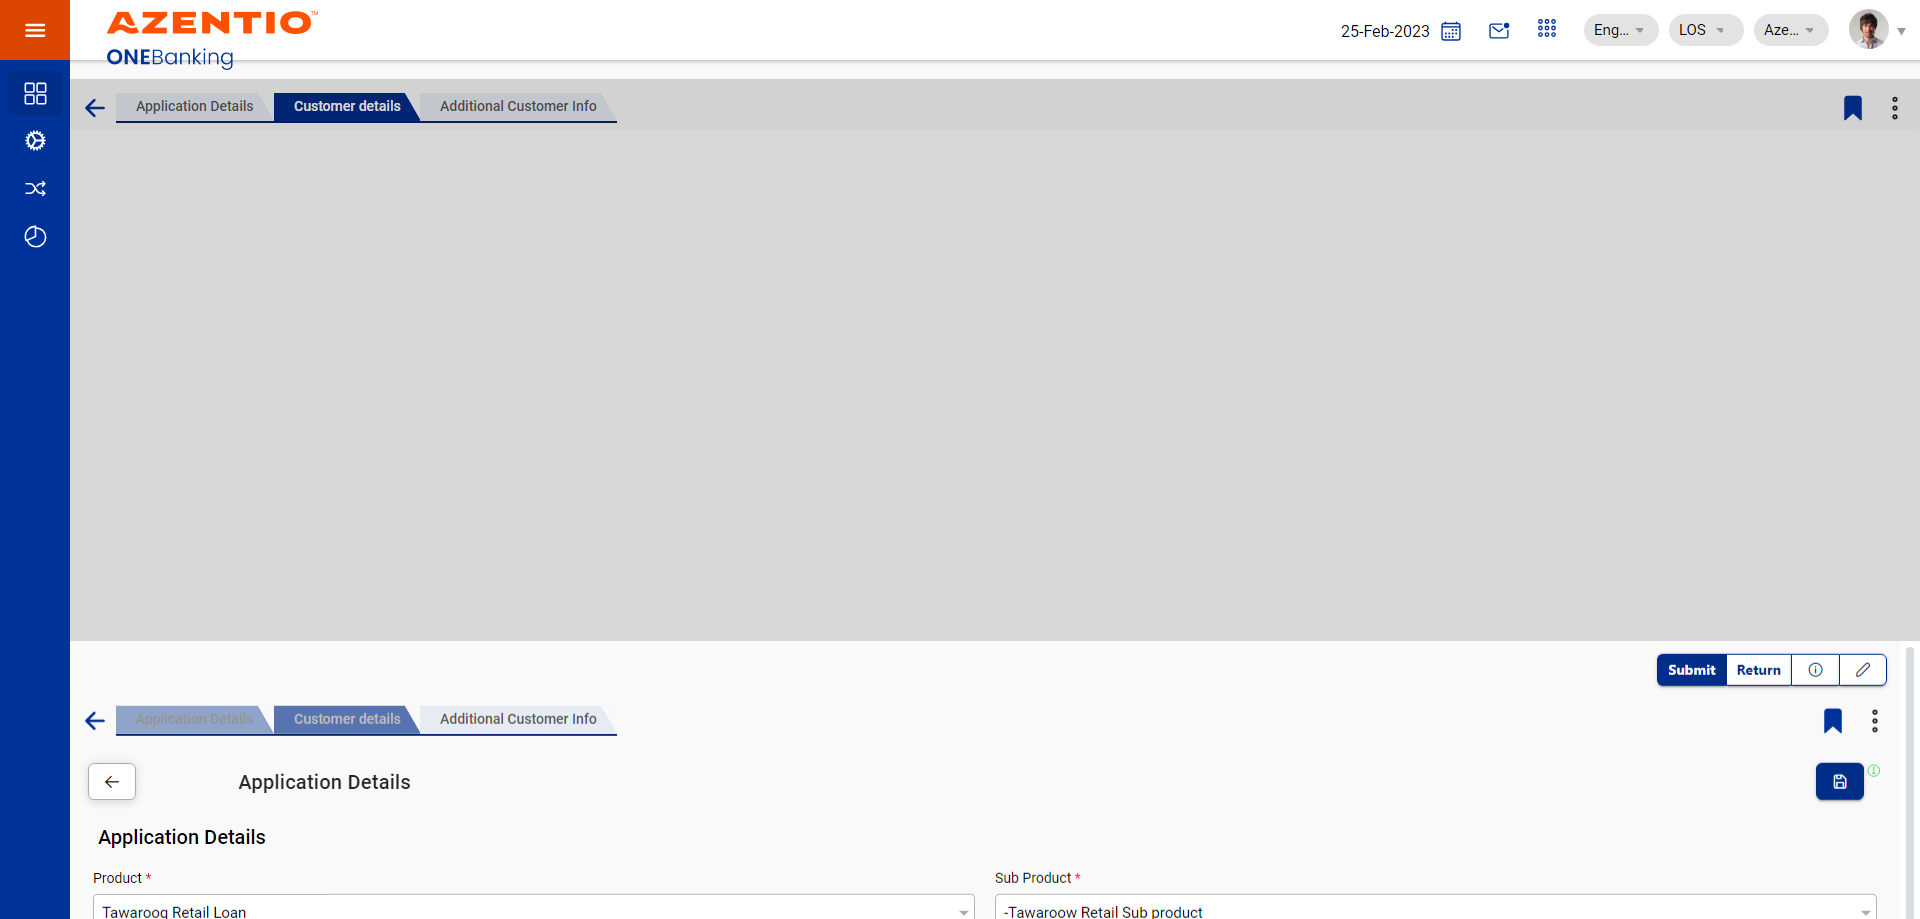 AZENTIO™
ONEBanking
25-Feb-2023
Eng...
LOS
Aze...
Application Details
Customer details
Additional Customer Info
Submit
Return
Application Details
Customer details
Additional Customer Info
Application Details
Application Details
Product *
Sub Product *
Tawarooq Retail Loan
-Tawaroow Retail Sub product